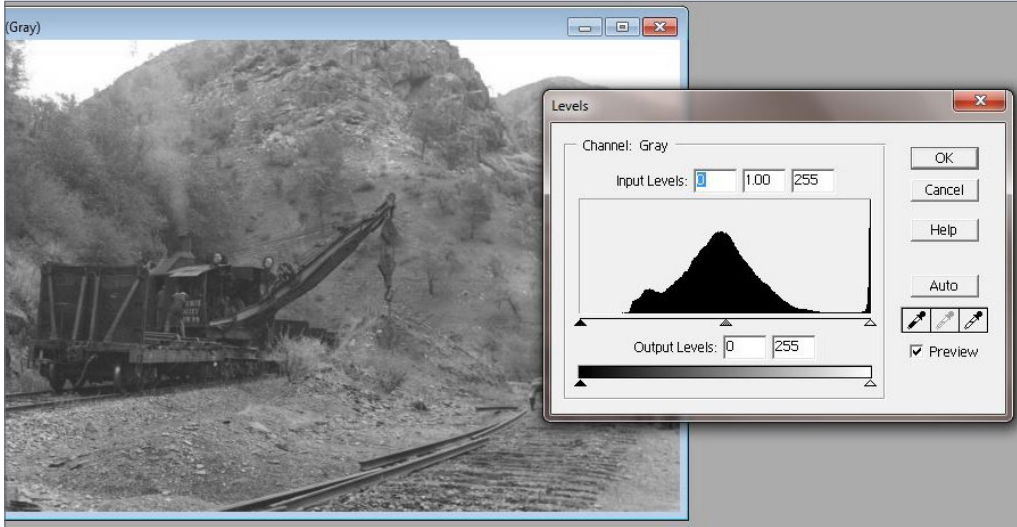 (Gray)
Levels
Channel: Gray
Input Levels: 0 1.00 255
Output Levels: 0 255
OK
Cancel
Help
Auto
Preview